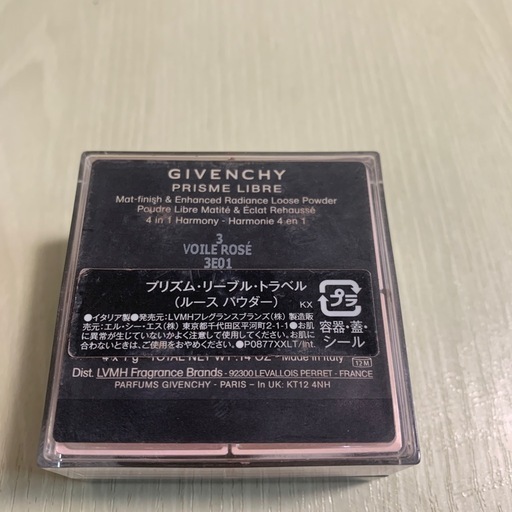 GIVENCHY
PRISME LIBRE
Mat-finish & Enhanced Radiance Loose Powder
Poudre Libre Matité & Éclat Rehaussé
4 in 1 Harmony - Harmonie 4 en 1
3
VOILE ROSÉ
3E01
プリズム・リーブル・トラベル
(ルース パウダー) KX
●イタリア製●発売元:LVMHフレグランスブランズ(株) 製造販
売元:エル・シー・エス(株) 東京都千代田区平河町2-1-1●お肌
に異常が生じていないかよく注意して使用してください。お肌に
合わないときは、ご使用をおやめください。●P0877XXLT/Int.
プラ
容器・蓋・
シール
4 x 1g - TOTAL NET WT .14 OZ - Made in Italy
12M
Dist. LVMH Fragrance Brands - 92300 LEVALLOIS PERRET - FRANCE
PARFUMS GIVENCHY - PARIS - In UK: KT12 4NH